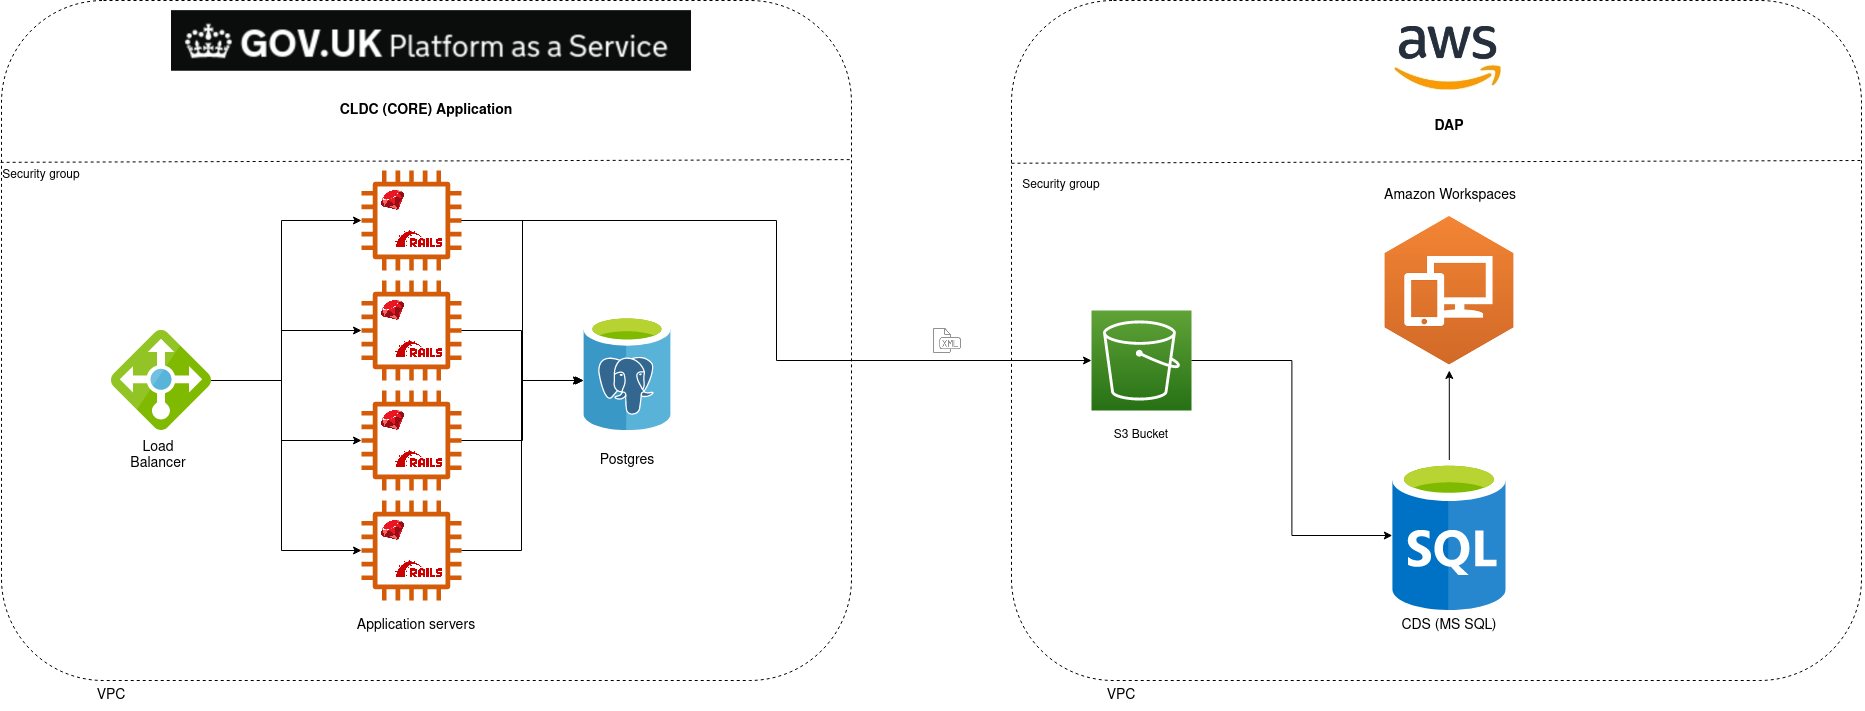 GOV.UK Platform as a Service
CLDC (CORE) Application
Security group
RAILS
RAILS
RAILS
RAILS
Load
Balancer
Postgres
Application servers
VPC
XML
aws
DAP
Security group
Amazon Workspaces
S3 Bucket
SQL
CDS (MS SQL)
VPC